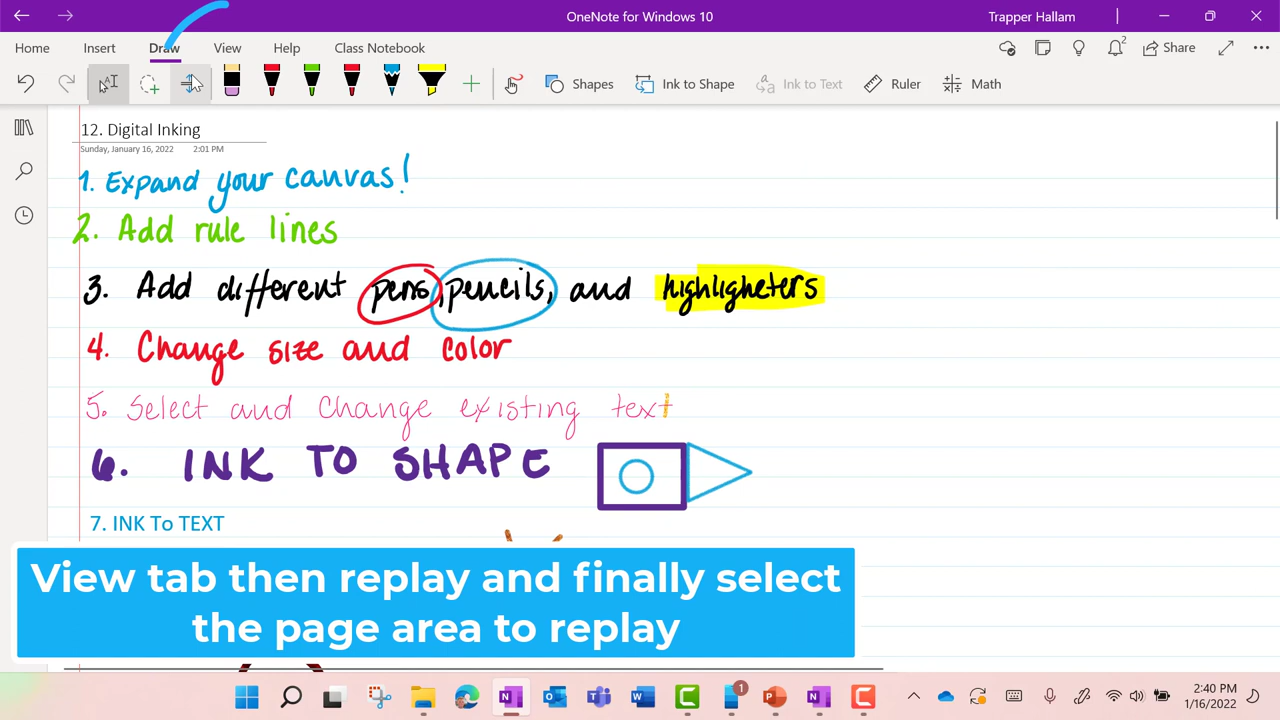 OneNote for Windows 10
Trapper Hallam
Home Insert Draw View Help Class Notebook
2
Share
Shapes Ink to Shape Ink to Text Ruler Math
12. Digital Inking
Sunday, January 16, 2022 2:01 PM
1. Expand your canvas!
2. Add rule lines
3. Add different pens, pencils, and highligheters
4. Change size and color
5. Select and change existing text
6. INK TO SHAPE
7. INK To TEXT
View tab then replay and finally select
the page area to replay
1
2:40 PM
1/16/2022